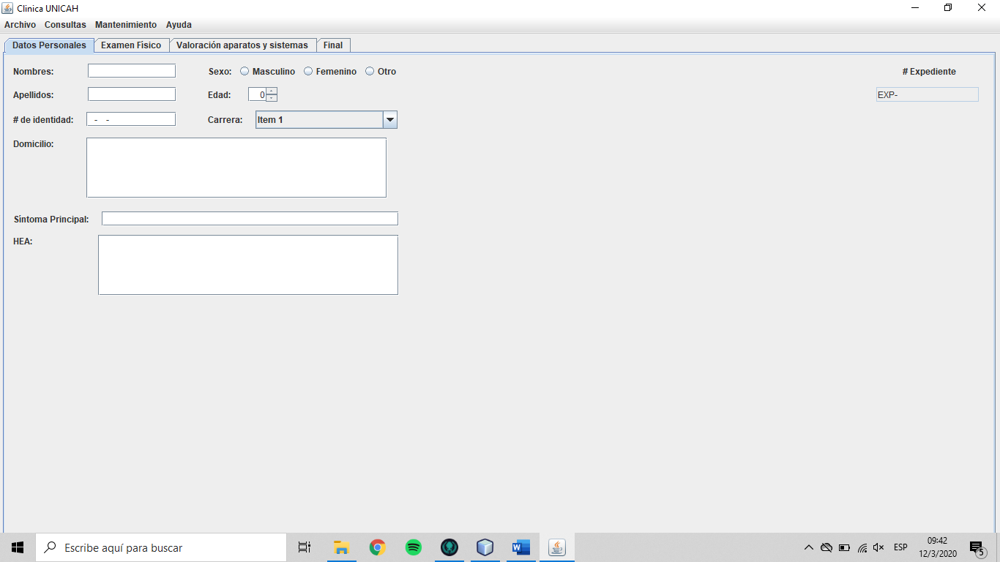 Clinica UNICAH
Archivo Consultas Mantenimiento Ayuda
Datos Personales Examen Físico Valoración aparatos y sistemas Final
Nombres: Sexo: Masculino Femenino Otro # Expediente
Apellidos: Edad: 0 EXP-
# de identidad: - - Carrera: Item 1
Domicilio:
Síntoma Principal:
HEA:
Escribe aquí para buscar
ESP
09:42
12/3/2020
5